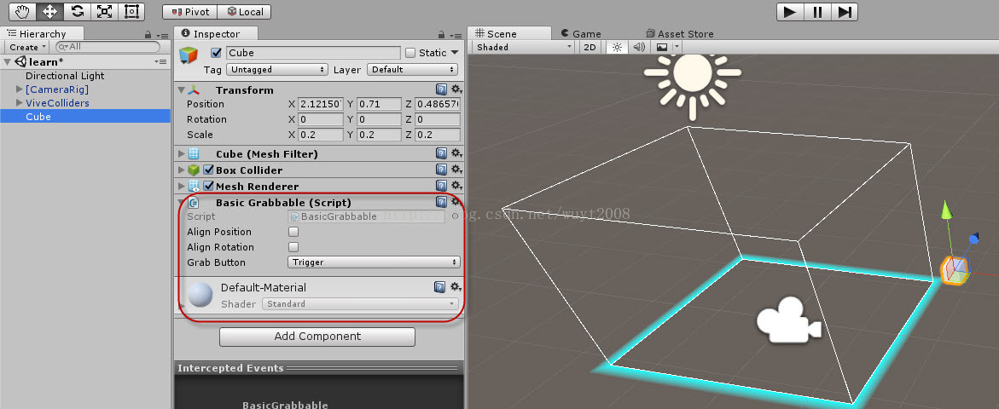 Pivot Local
Hierarchy
Create All
learn*
Directional Light
[CameraRig]
ViveColliders
Cube
Inspector
Cube Static
Tag Untagged Layer Default
Transform
Position X 2.12150 Y 0.71 Z 0.48657
Rotation X 0 Y 0 Z 0
Scale X 0.2 Y 0.2 Z 0.2
Cube (Mesh Filter)
Box Collider
Mesh Renderer
Basic Grabbable (Script)
Script BasicGrabbable
Align Position
Align Rotation
Grab Button Trigger
Default-Material
Shader Standard
Add Component
Intercepted Events
BasicGrabbable
Scene Game Asset Store
Shaded 2D
http://blog.csdn.net/wuyt2008